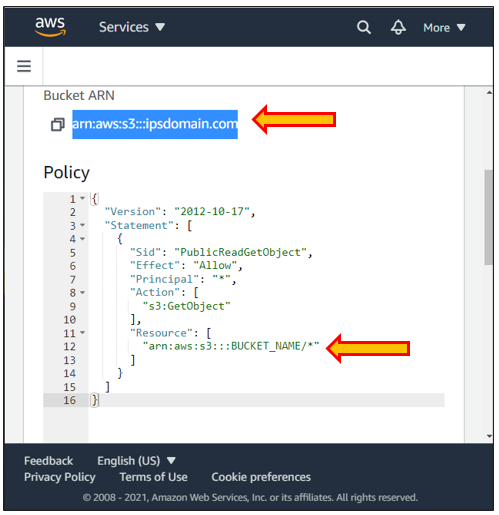 aws
Services
More
Bucket ARN
arn:aws:s3:::ipsdomain.com
Policy
1 {
2 "Version": "2012-10-17",
3 "Statement": [
4 {
5 "Sid": "PublicReadGetObject",
6 "Effect": "Allow",
7 "Principal": "*",
8 "Action": [
9 "s3:GetObject"
10 ],
11 "Resource": [
12 "arn:aws:s3:::BUCKET_NAME/*"
13 ]
14 }
15 ]
16 }
Feedback English (US)
Privacy Policy Terms of Use Cookie preferences
© 2008 - 2021, Amazon Web Services, Inc. or its affiliates. All rights reserved.